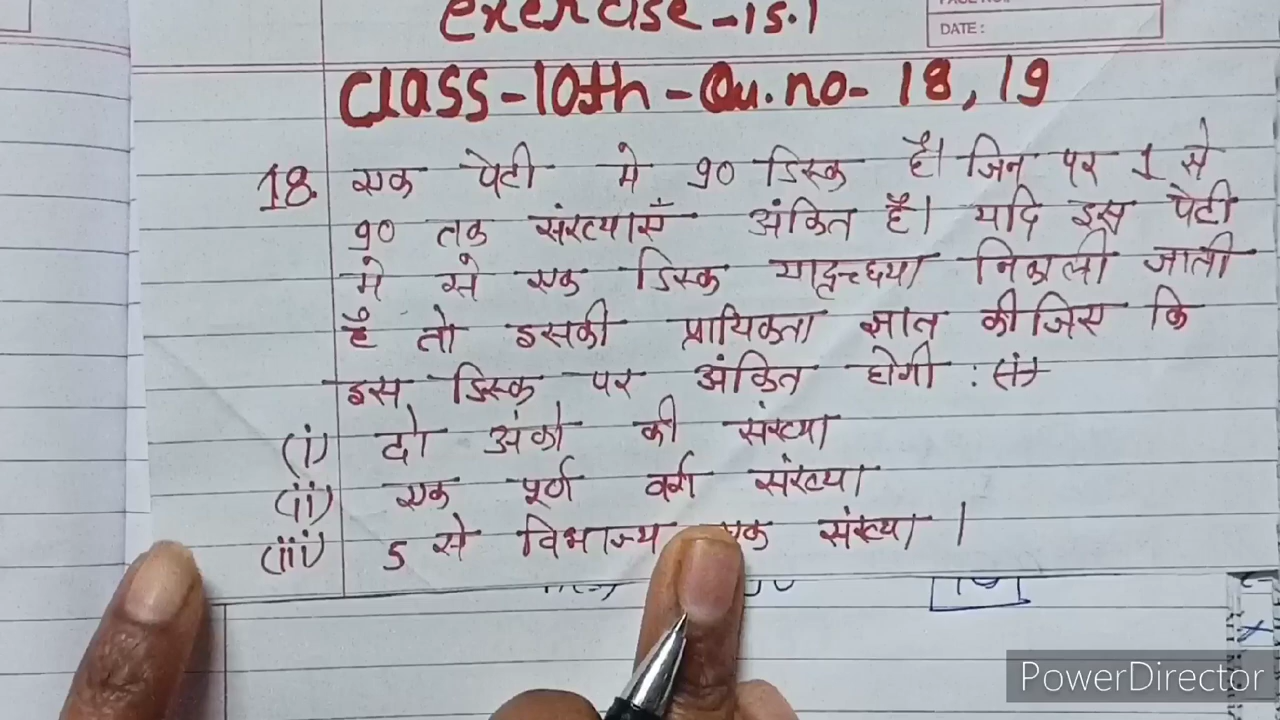 exercise-15.1
DATE:
Class-10th-Qu.no- 18, 19
18. एक पेटी मे 90 डिस्क है। जिन पर 1 से
90 तक संख्याएँ अंकित है। यदि इस पेटी
मे से एक डिस्क यादृच्छया निकाली जाती
है तो इसकी प्रायिकता ज्ञात कीजिए कि
इस डिस्क पर अंकित होगी :
(i) दो अंको की संख्या
(ii) एक पूर्ण वर्ग संख्या
(iii) 5 से विभाज्य एक संख्या।
PowerDirector